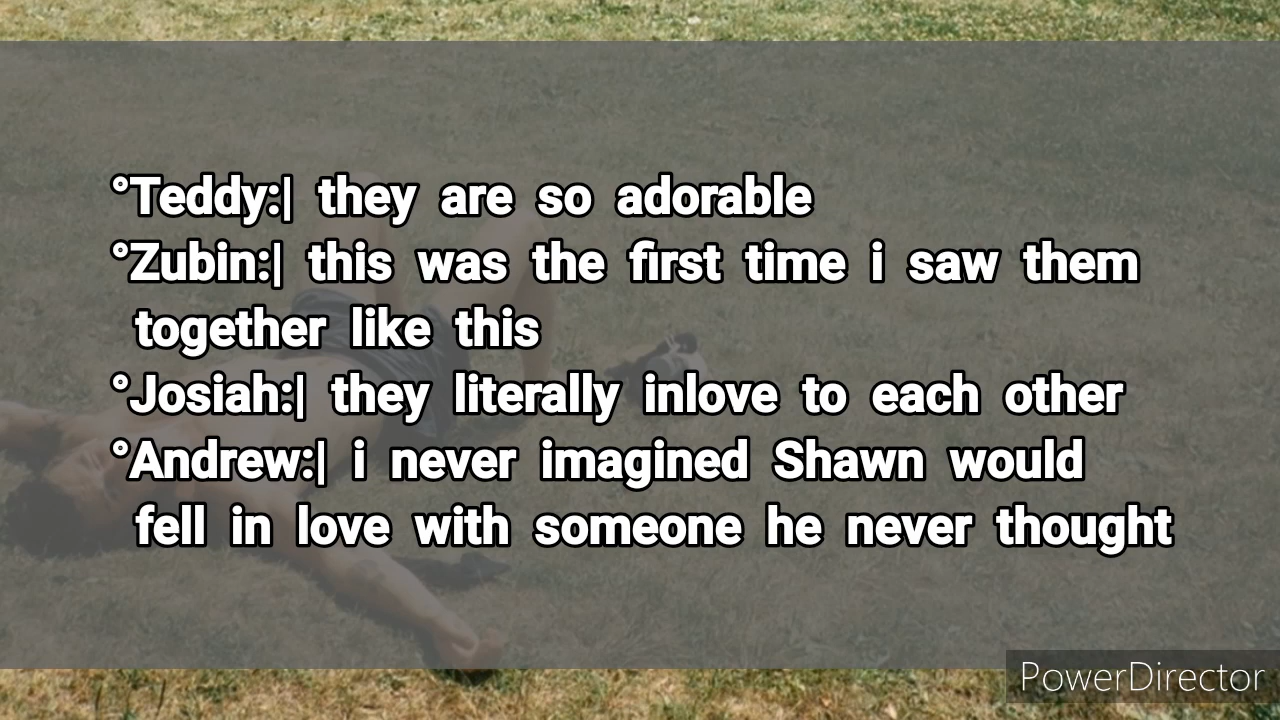 °Teddy:| they are so adorable
°Zubin:| this was the first time i saw them
together like this
°Josiah:| they literally inlove to each other
°Andrew:| i never imagined Shawn would
fell in love with someone he never thought
PowerDirector